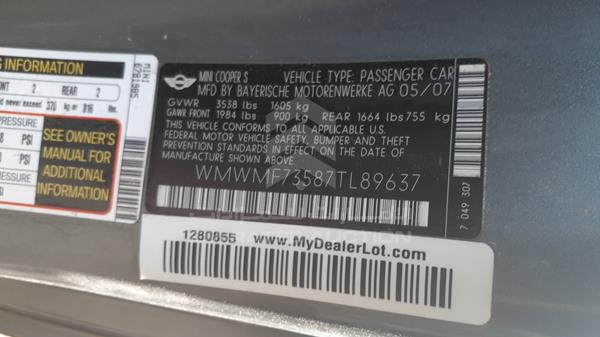 G INFORMATION
NT 2 REAR 2
d never exceed 370 kg or 816 lbs.
PRESSURE
PSI
PSI
SEE OWNER'S
MANUAL FOR
ADDITIONAL
INFORMATION
MINI
6781985
MINI COOPER S VEHICLE TYPE: PASSENGER CAR
MFD BY BAYERISCHE MOTORENWERKE AG 05/07
GVWR 3538 lbs 1605 kg
GAWR FRONT 1984 lbs 900 kg REAR 1664 lbs 755 kg
THIS VEHICLE CONFORMS TO ALL APPLICABLE U.S.
FEDERAL MOTOR VEHICLE SAFETY, BUMPER AND THEFT
PREVENTION STANDARDS IN EFFECT ON THE DATE OF
MANUFACTURE SHOWN ABOVE.
WMWMF73587TL89637
7 049 307
1280855 www.MyDealerLot.com